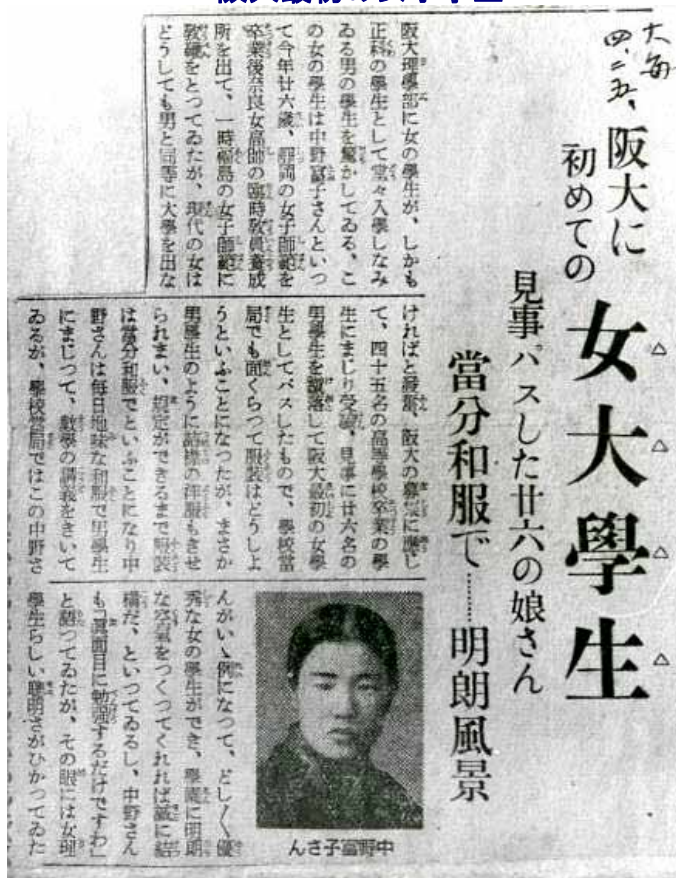 大毎
四、二五、
阪大に
初めての
女大學生
見事パスした廿六の娘さん
當分和服で……明朗風景
阪大理學部に女の學生が、しかも
正科の學生として堂々入學しなみ
ゐる男の學生を驚かしてゐる、こ
の女の學生は中野富子さんといつ
て今年廿六歳、靜岡の女子師範を
卒業後奈良女高師の臨時教員養成
所を出て、一時福島の女子師範に
教鞭をとつてゐたが、現代の女は
どうしても男と同等に大學を出な
ければと發奮、阪大の募集に應じ
て、四十五名の高等學校卒業の學
生にまじり受驗、見事に廿六名の
男學生を蹴落して阪大最初の女學
生としてパスしたもので、學校當
局でも面くらつて服装はどうしよ
うといふことになつたが、まさか
男學生のように詰襟の洋服もきせ
られまい、規定ができるまで服装
は當分和服でといふことになり中
野さんは毎日地味な和服で男學生
にまじつて、數學の講義をきいて
ゐるが、學校當局ではこの中野さ
んがいゝ例になつて、どし〱優
秀な女の學生ができ、學園に明朗
な空氣をつくつてくれれば誠に結
構だ、といつてゐるし、中野さん
も「眞面目に勉強するだけですわ」
と語つてゐたが、その眼には女理
學生らしい聰明さがひかつてゐた
中野富子さん